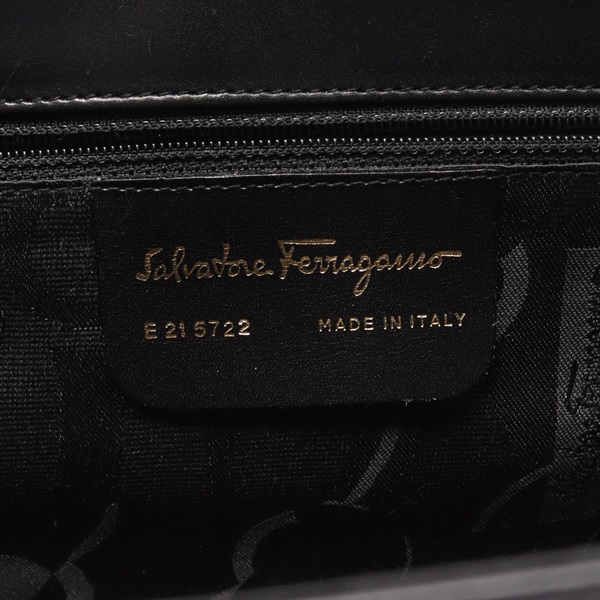 Salvatore Ferragamo
E 21 5722 MADE IN ITALY